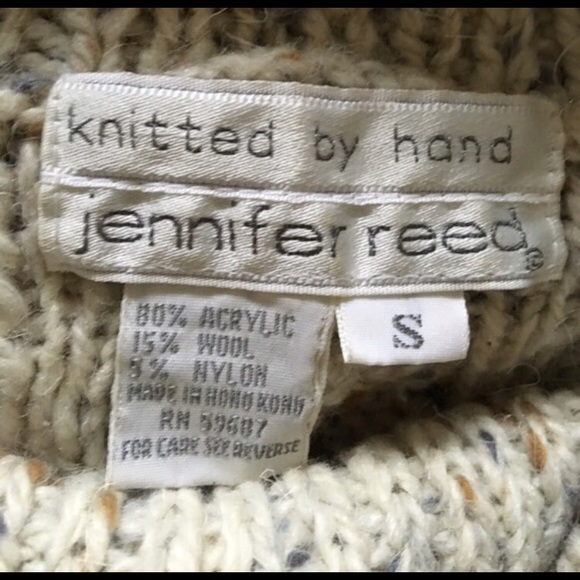 knitted by hand
jennifer reed®
S
80% ACRYLIC
15% WOOL
5% NYLON
MADE IN HONG KONG
RN 59687
FOR CARE SEE REVERSE